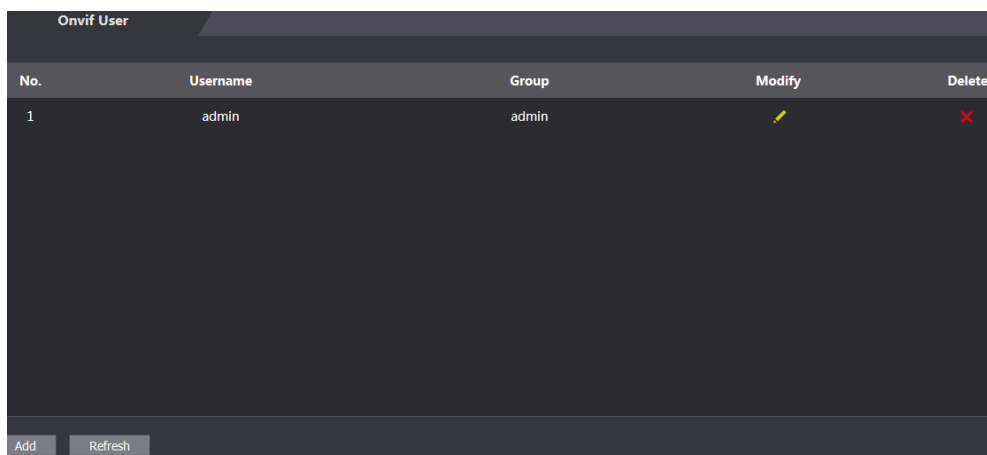 Onvif User
No. Username Group Modify Delete
1 admin admin
Add Refresh